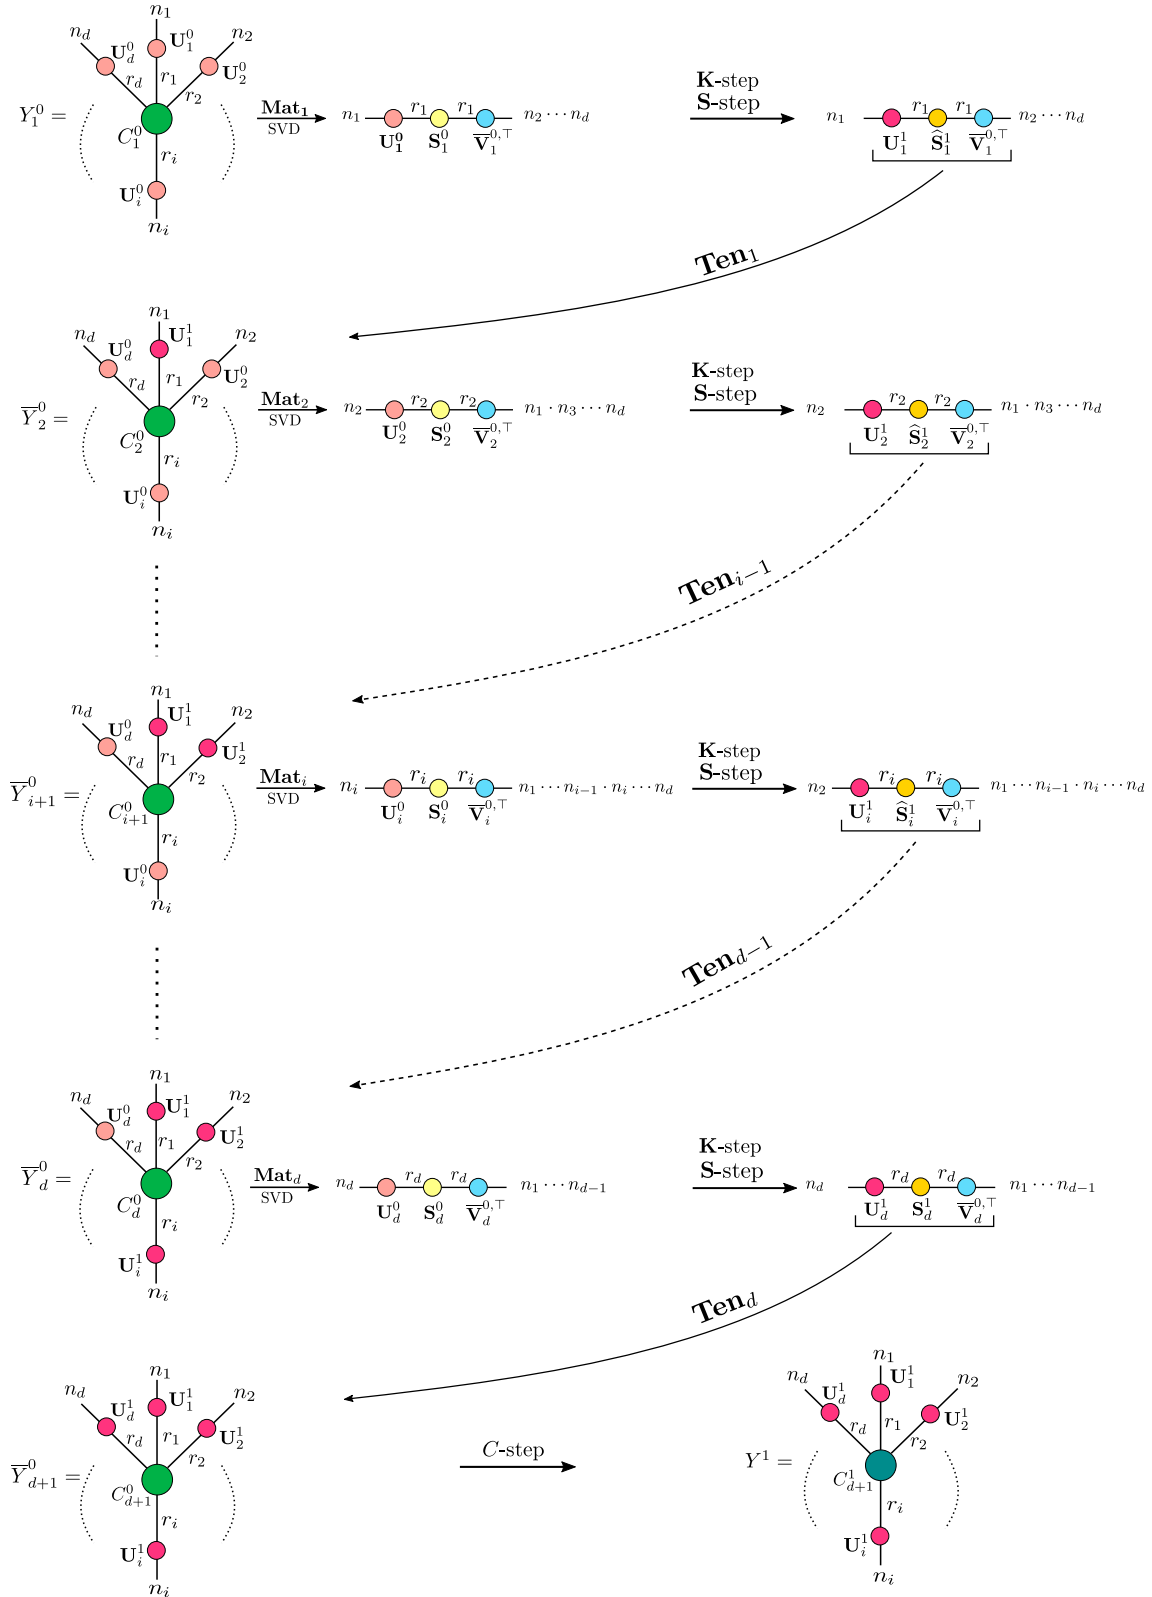 n_1
n_d U_d^0 U_1^0 n_2
U_2^0
r_d r_1 r_2
Y_1^0 =
C_1^0
r_i
U_i^0
n_i
Mat_1
SVD
n_1 r_1 r_1 n_2 ⋯ n_d
U_1^0 S_1^0 V̅_1^{0,⊤}
K-step
S-step
n_1 r_1 r_1 n_2 ⋯ n_d
U_1^1 Ŝ_1^1 V̅_1^{0,⊤}
Ten_1
n_1
n_d U_d^0 U_1^1 n_2
U_2^0
r_d r_1 r_2
Y̅_2^0 =
C_2^0
r_i
U_i^0
n_i
Mat_2
SVD
n_2 r_2 r_2 n_1 · n_3 ⋯ n_d
U_2^0 S_2^0 V̅_2^{0,⊤}
K-step
S-step
n_2 r_2 r_2 n_1 · n_3 ⋯ n_d
U_2^1 Ŝ_2^1 V̅_2^{0,⊤}
Ten_{i−1}
n_1
n_d U_d^0 U_1^1 n_2
U_2^1
r_d r_1 r_2
Y̅_{i+1}^0 =
C_{i+1}^0
r_i
U_i^0
n_i
Mat_i
SVD
n_i r_i r_i n_1 ⋯ n_{i−1} · n_i ⋯ n_d
U_i^0 S_i^0 V̅_i^{0,⊤}
K-step
S-step
n_2 r_i r_i n_1 ⋯ n_{i−1} · n_i ⋯ n_d
U_i^1 Ŝ_i^1 V̅_i^{0,⊤}
Ten_{d−1}
n_1
n_d U_d^0 U_1^1 n_2
U_2^1
r_d r_1 r_2
Y̅_d^0 =
C_d^0
r_i
U_i^1
n_i
Mat_d
SVD
n_d r_d r_d n_1 ⋯ n_{d−1}
U_d^0 S_d^0 V̅_d^{0,⊤}
K-step
S-step
n_d r_d r_d n_1 ⋯ n_{d−1}
U_d^1 S_d^1 V̅_d^{0,⊤}
Ten_d
n_1
n_d U_d^1 U_1^1 n_2
U_2^1
r_d r_1 r_2
Y̅_{d+1}^0 =
C_{d+1}^0
r_i
U_i^1
n_i
C-step
n_1
n_d U_d^1 U_1^1 n_2
U_2^1
r_d r_1 r_2
Y^1 =
C_{d+1}^1
r_i
U_i^1
n_i